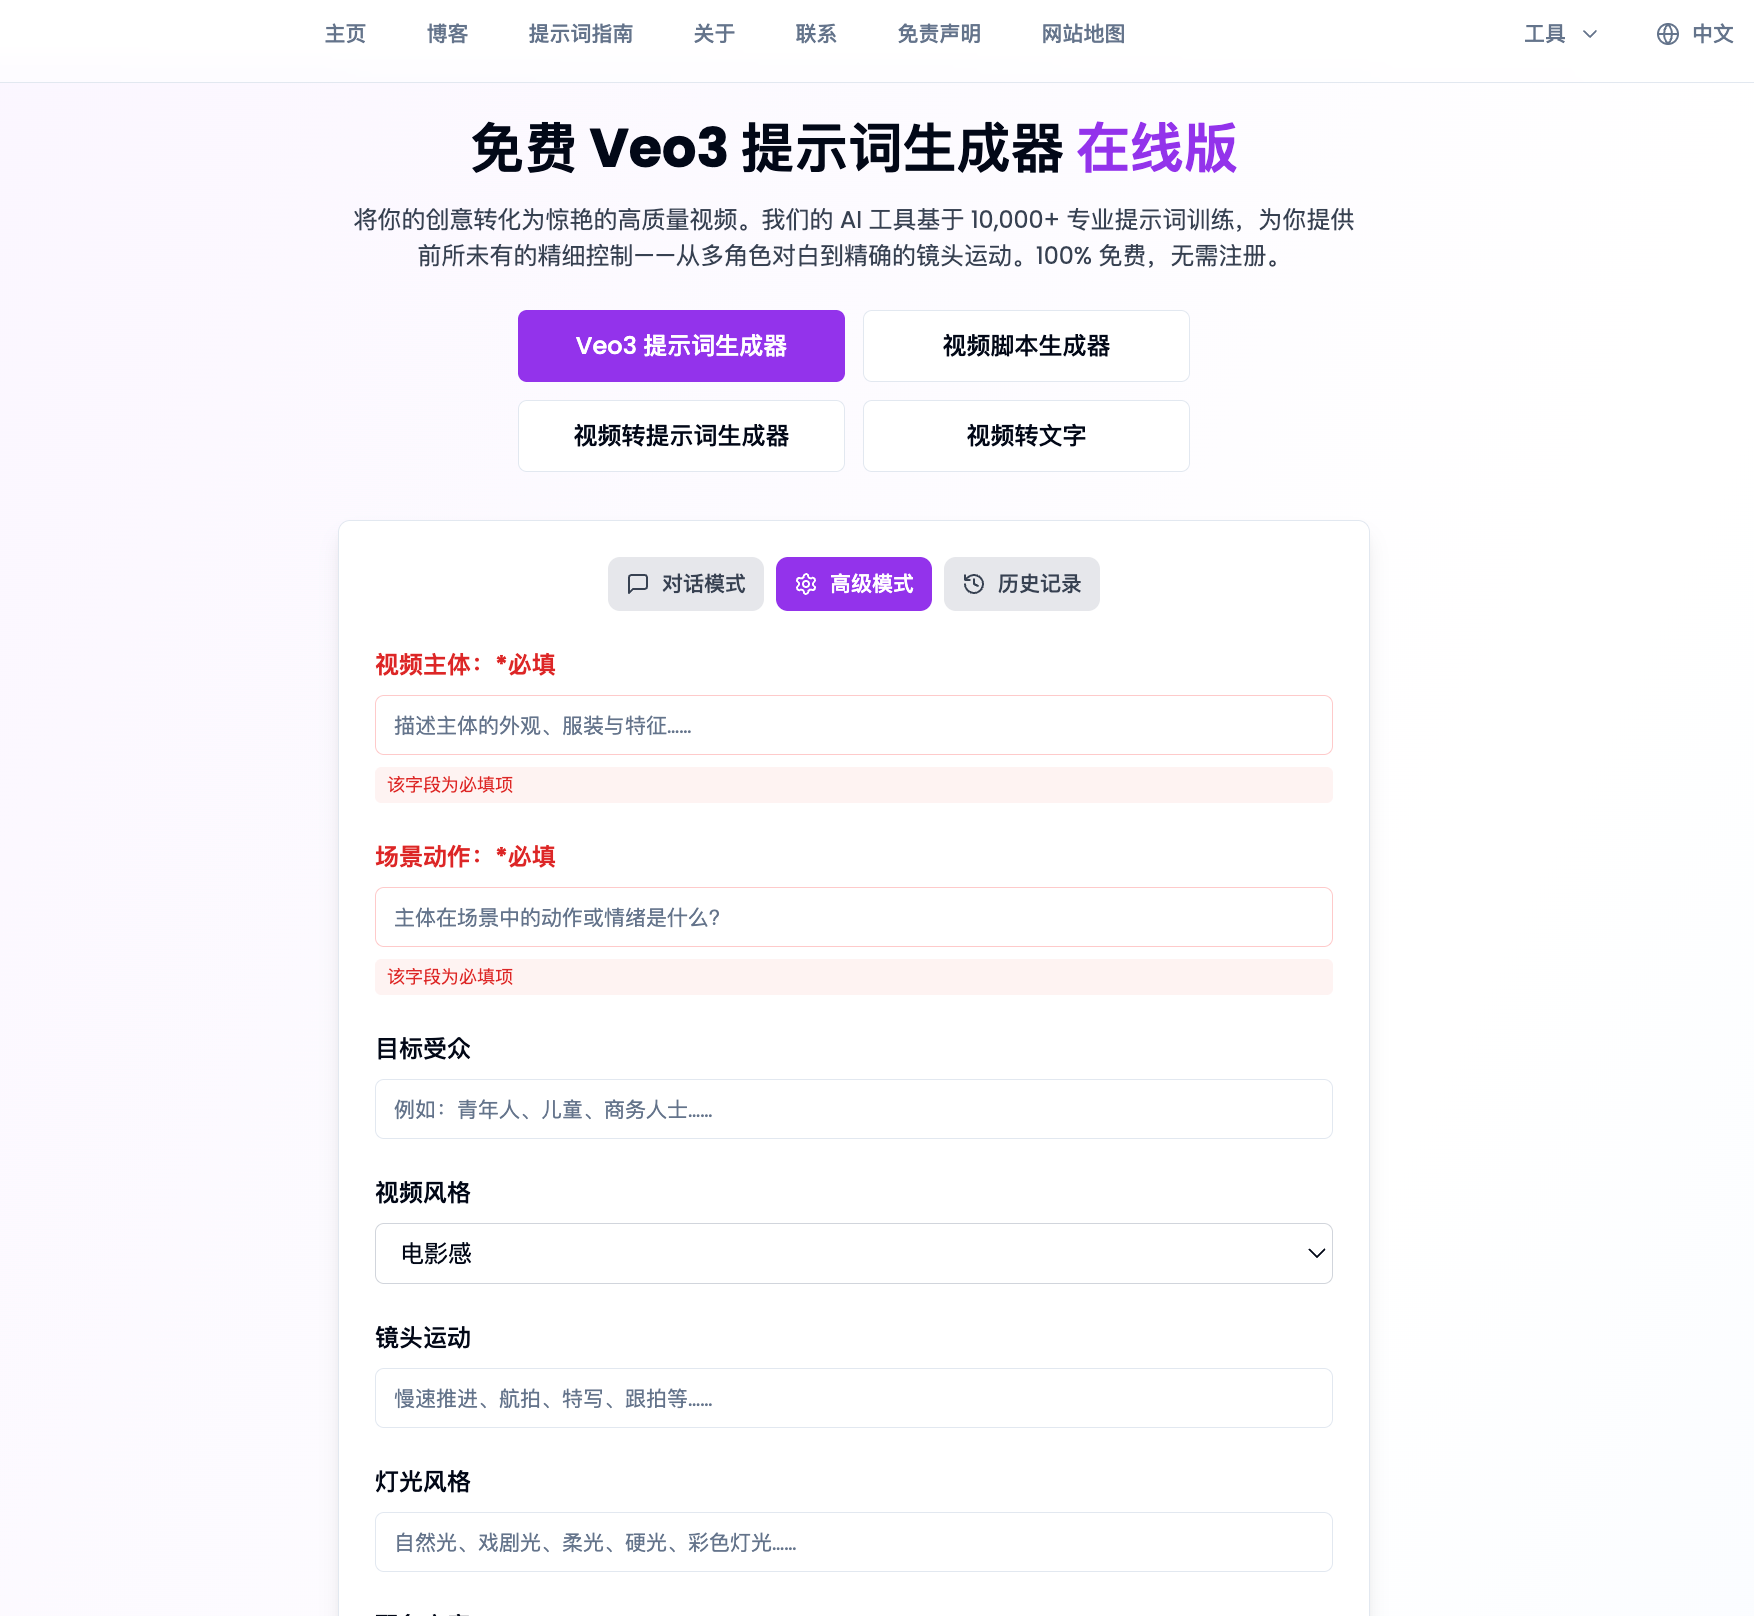 主页 博客 提示词指南 关于 联系 免责声明 网站地图 工具 中文
免费 Veo3 提示词生成器 在线版
将你的创意转化为惊艳的高质量视频。我们的 AI 工具基于 10,000+ 专业提示词训练，为你提供
前所未有的精细控制——从多角色对白到精确的镜头运动。100% 免费，无需注册。
Veo3 提示词生成器 视频脚本生成器
视频转提示词生成器 视频转文字
对话模式 高级模式 历史记录
视频主体：*必填
描述主体的外观、服装与特征……
该字段为必填项
场景动作：*必填
主体在场景中的动作或情绪是什么？
该字段为必填项
目标受众
例如：青年人、儿童、商务人士……
视频风格
电影感
镜头运动
慢速推进、航拍、特写、跟拍等……
灯光风格
自然光、戏剧光、柔光、硬光、彩色灯光……